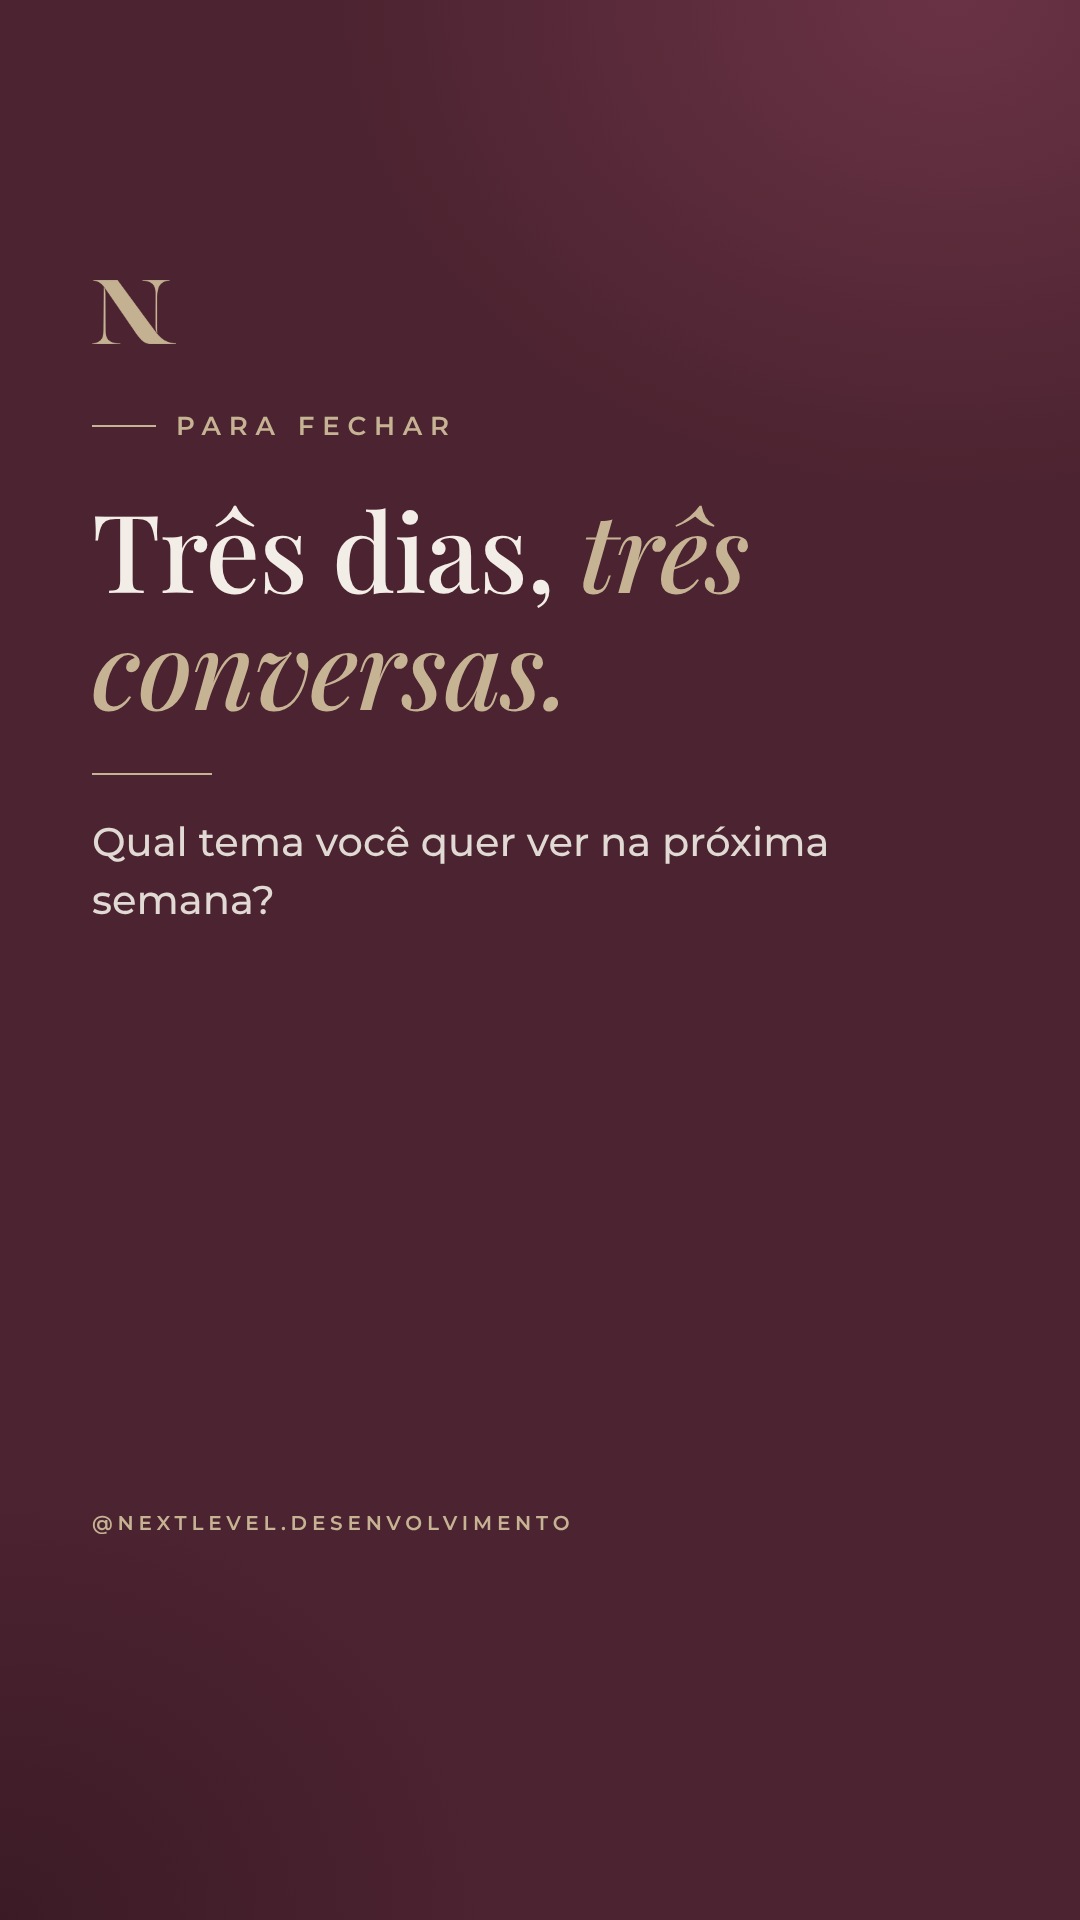 N
PARA FECHAR
Três dias, três
conversas.
Qual tema você quer ver na próxima
semana?
@NEXTLEVEL.DESENVOLVIMENTO